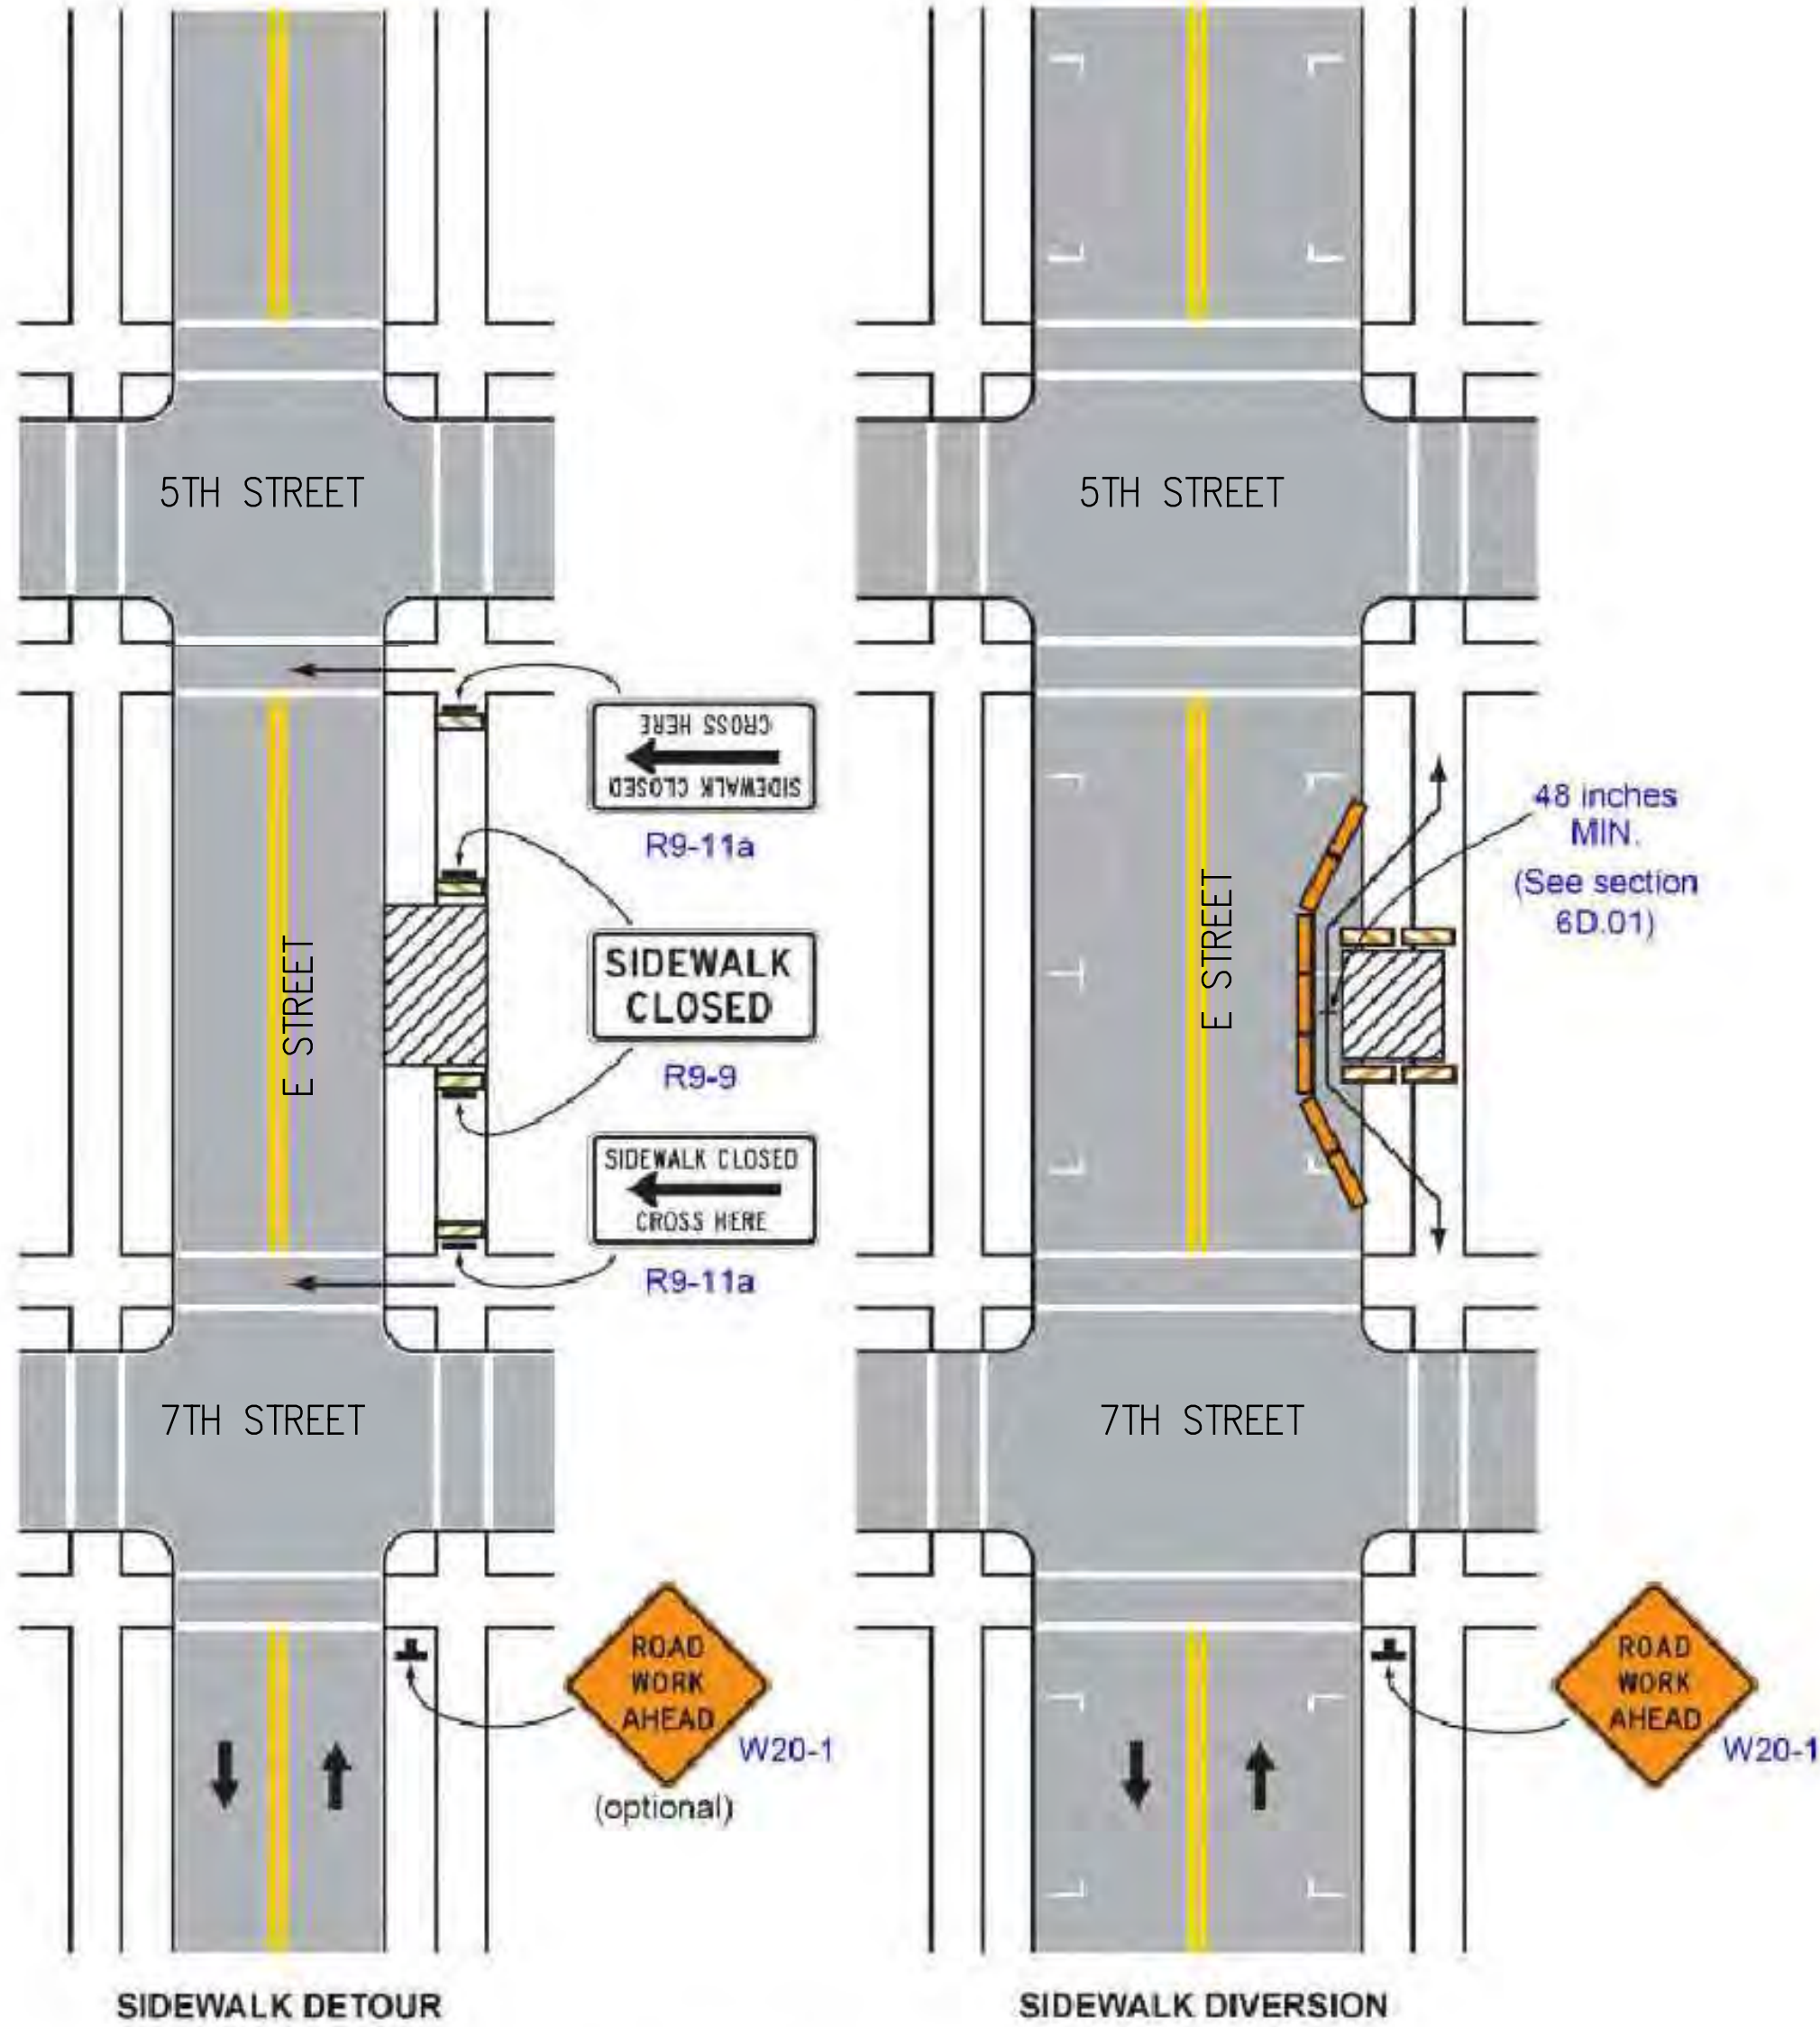 5TH STREET
CROSS HERE
SIDEWALK CLOSED
R9-11a
E STREET
SIDEWALK
CLOSED
R9-9
SIDEWALK CLOSED
CROSS HERE
R9-11a
7TH STREET
ROAD
WORK
AHEAD
W20-1
(optional)
SIDEWALK DETOUR
5TH STREET
48 inches
MIN.
(See section
6D.01)
E STREET
7TH STREET
ROAD
WORK
AHEAD
W20-1
SIDEWALK DIVERSION